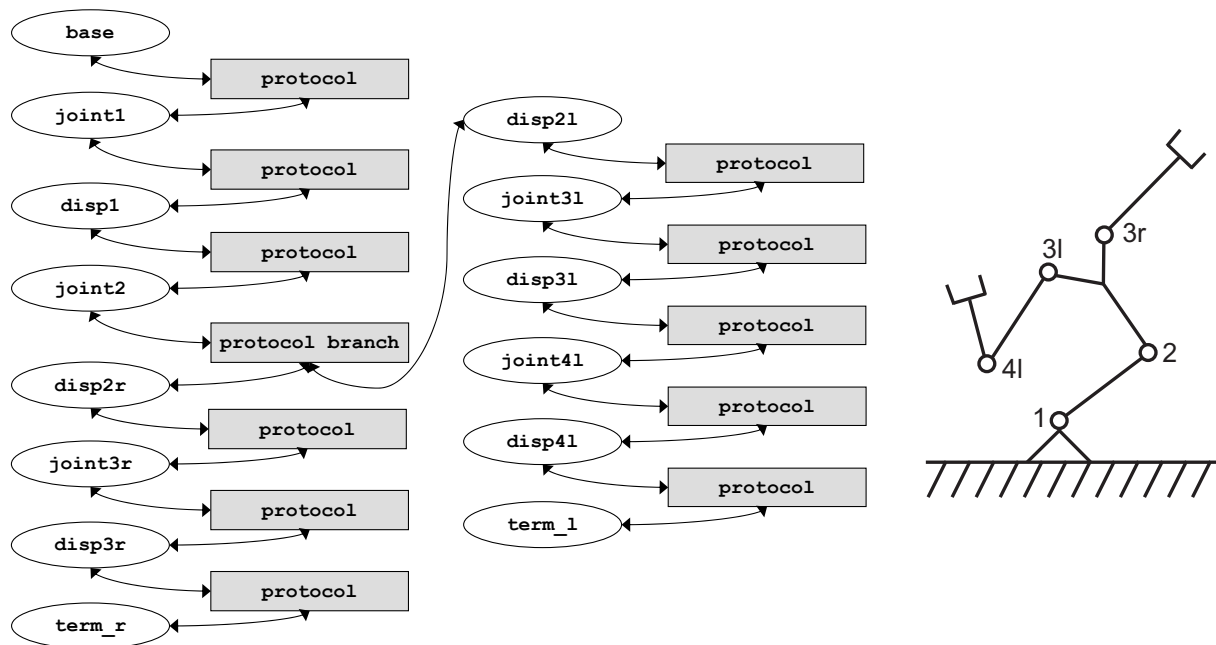 base
protocol
joint1
protocol
disp1
protocol
joint2
protocol branch
disp2r
protocol
joint3r
protocol
disp3r
protocol
term_r
disp2l
protocol
joint3l
protocol
disp3l
protocol
joint4l
protocol
disp4l
protocol
term_l
3r
3l
2
4l
1